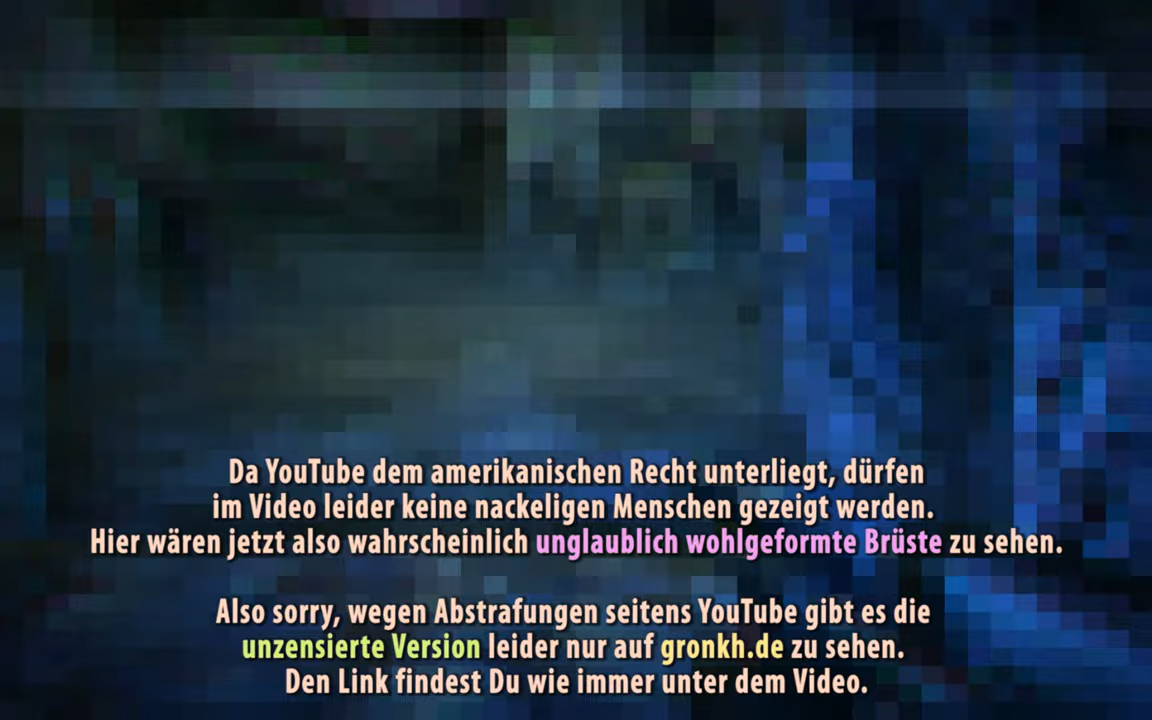 Da YouTube dem amerikanischen Recht unterliegt, dürfen
im Video leider keine nackeligen Menschen gezeigt werden.
Hier wären jetzt also wahrscheinlich unglaublich wohlgeformte Brüste zu sehen.
Also sorry, wegen Abstrafungen seitens YouTube gibt es die
unzensierte Version leider nur auf gronkh.de zu sehen.
Den Link findest Du wie immer unter dem Video.